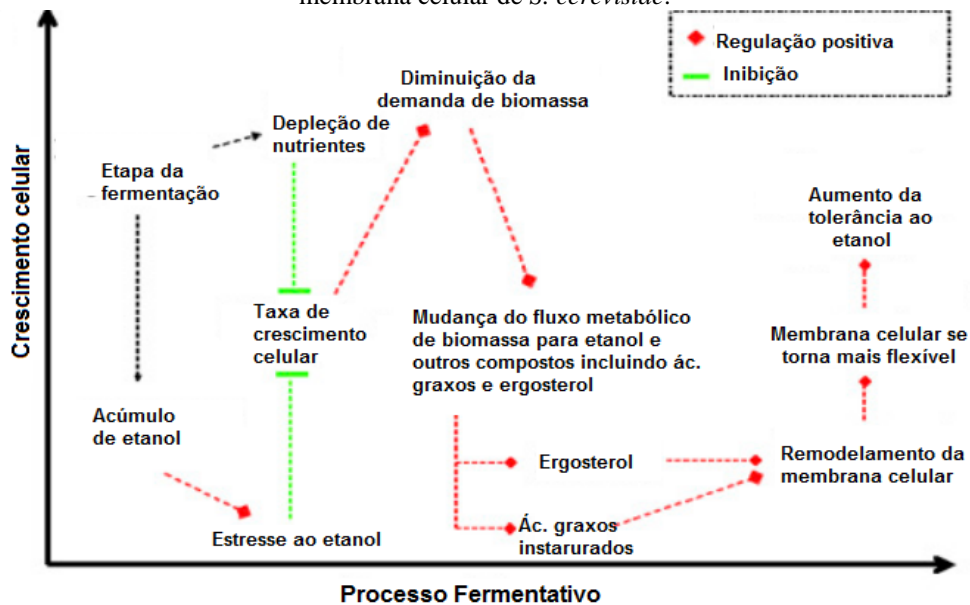 membrana celular de S. cerevisiae.
Regulação positiva
Inibição
Diminuição da
demanda de biomassa
Depleção de
nutrientes
Etapa da
fermentação
Aumento da
tolerância ao
etanol
Crescimento celular
Taxa de
crescimento
celular
Mudança do fluxo metabólico
de biomassa para etanol e
outros compostos incluindo ác.
graxos e ergosterol
Membrana celular se
torna mais flexível
Acúmulo
de etanol
Ergosterol
Remodelamento da
membrana celular
Estresse ao etanol
Ác. graxos
instarurados
Processo Fermentativo